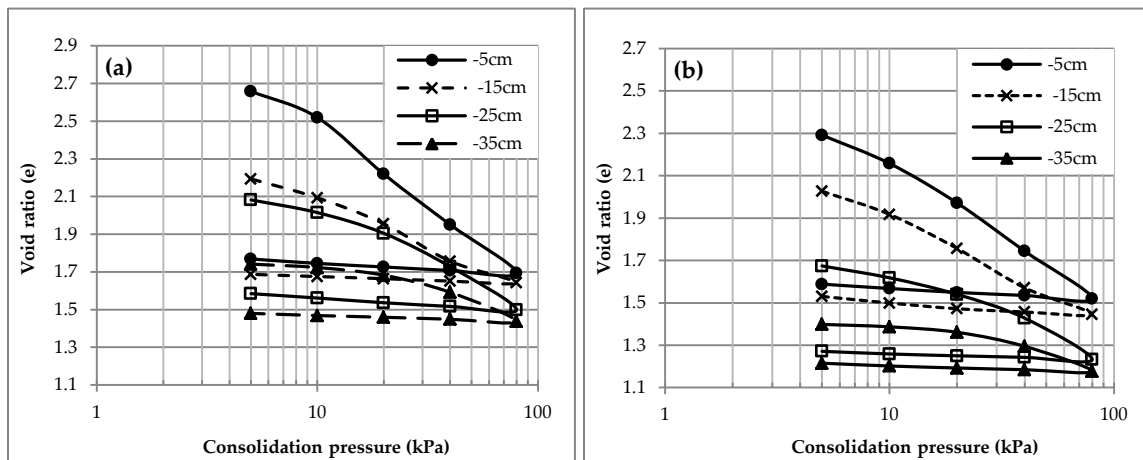 (a)
-5cm
-15cm
-25cm
-35cm
2.9
2.7
2.5
2.3
2.1
1.9
1.7
1.5
1.3
1.1
Void ratio (e)
1
10
100
Consolidation pressure (kPa)
(b)
-5cm
-15cm
-25cm
-35cm
2.7
2.5
2.3
2.1
1.9
1.7
1.5
1.3
1.1
Void ratio (e)
1
10
100
Consolidation pressure (kPa)